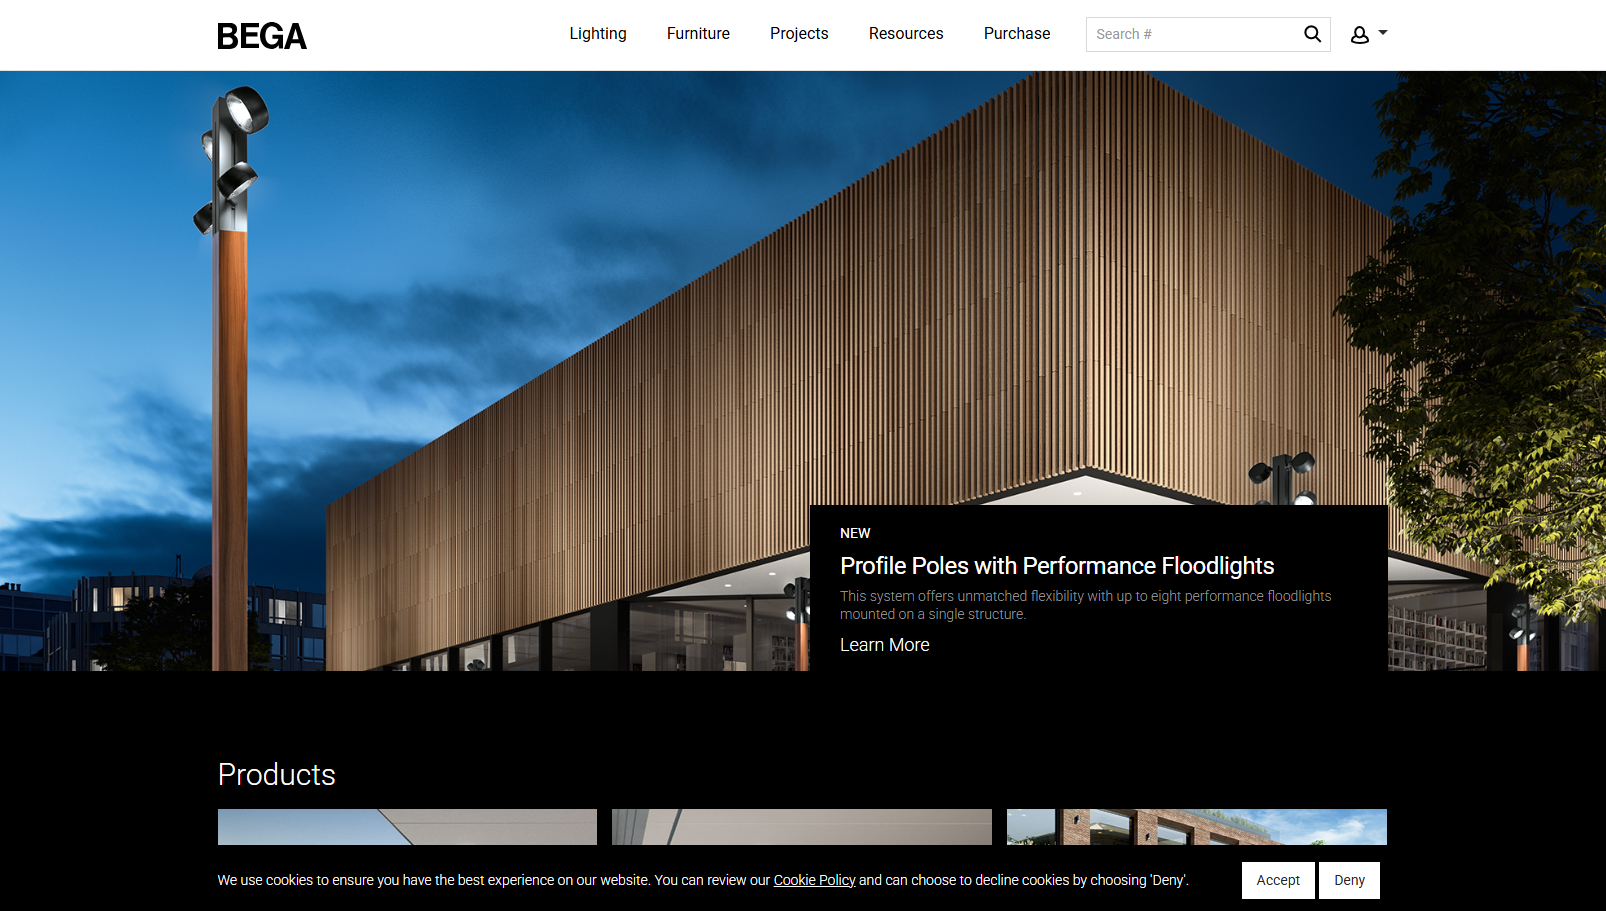 BEGA
Lighting
Furniture
Projects
Resources
Purchase
Search #
NEW
Profile Poles with Performance Floodlights
This system offers unmatched flexibility with up to eight performance floodlights
mounted on a single structure.
Learn More
Products
We use cookies to ensure you have the best experience on our website. You can review our Cookie Policy and can choose to decline cookies by choosing 'Deny'.
Accept
Deny